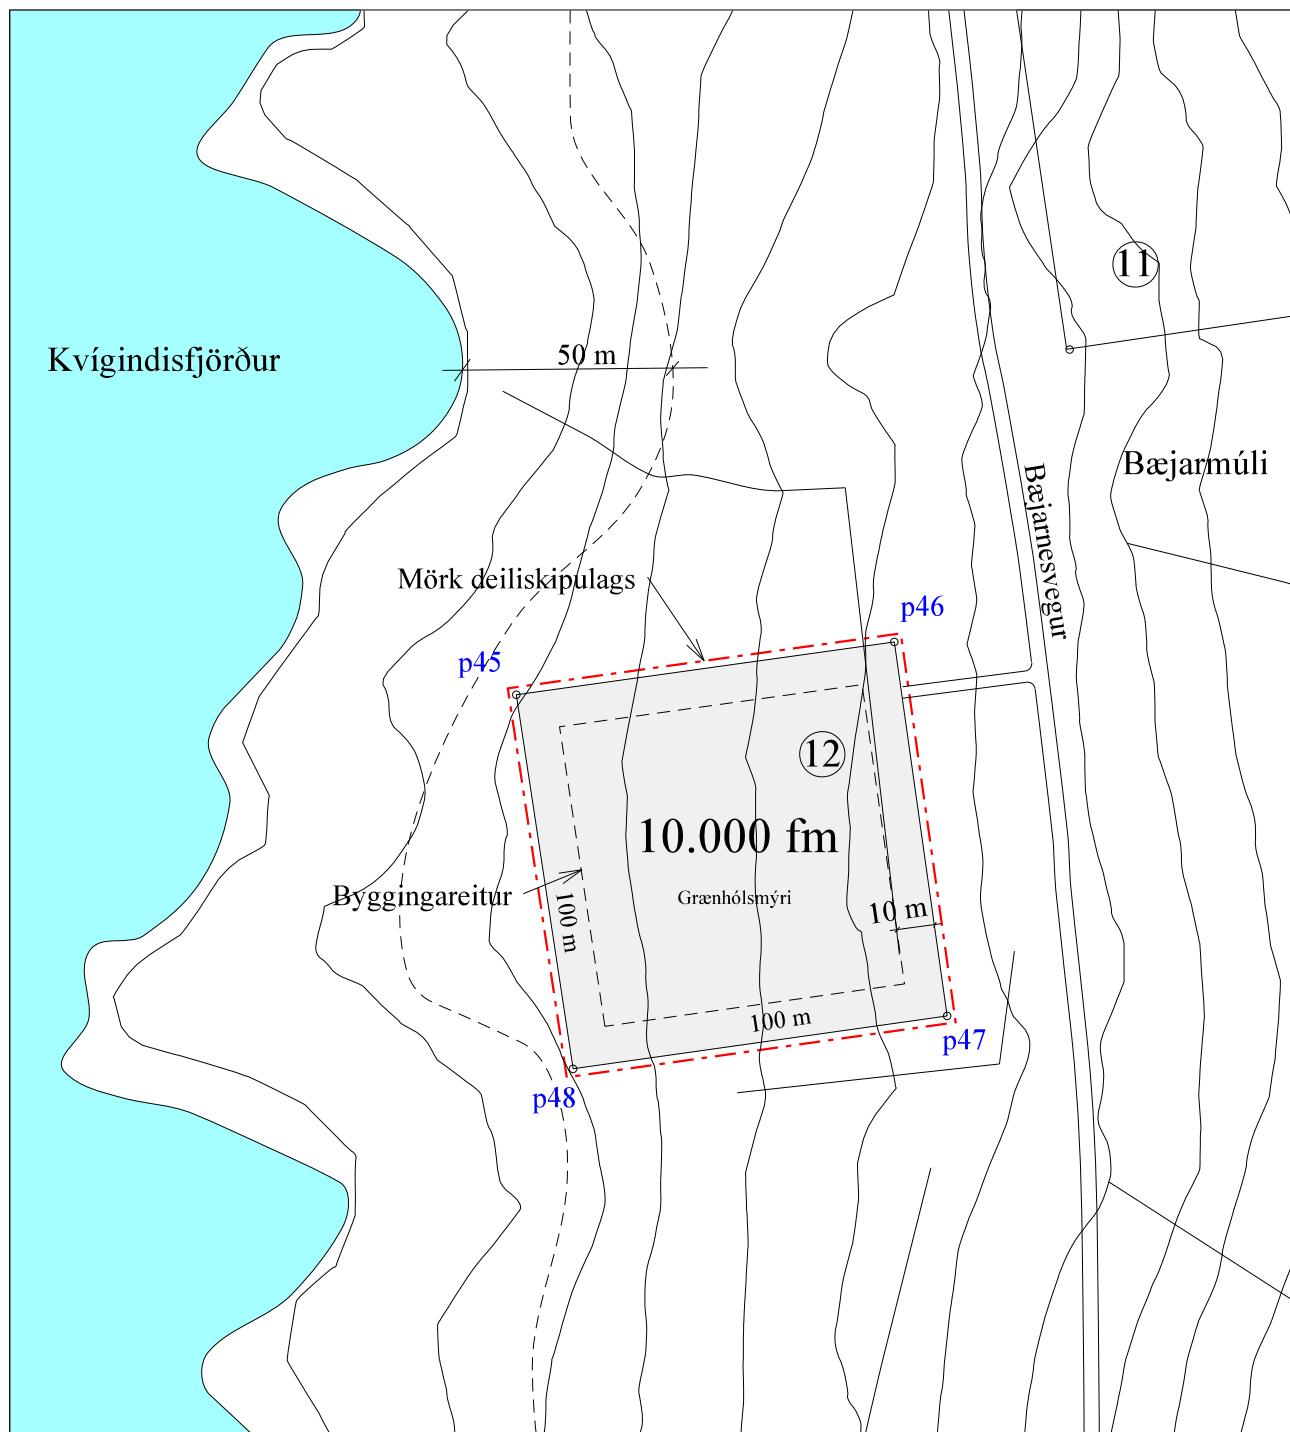 11
Kvígindisfjörður
50 m
Bæjarmúli
Bæjarnesvegur
Mörk deiliskipulags
p46
p45
12
10.000 fm
Byggingareitur
Grænhólsmýri
100 m
10 m
100 m
p47
p48